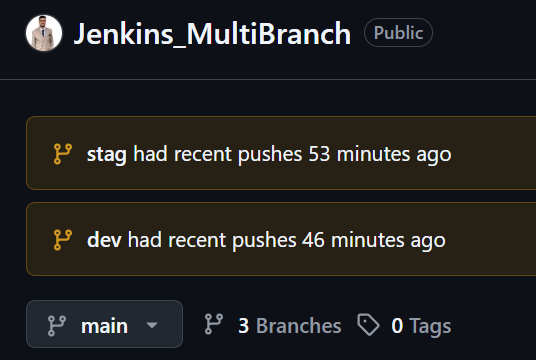 Jenkins_MultiBranch Public
stag had recent pushes 53 minutes ago
dev had recent pushes 46 minutes ago
main 3 Branches 0 Tags